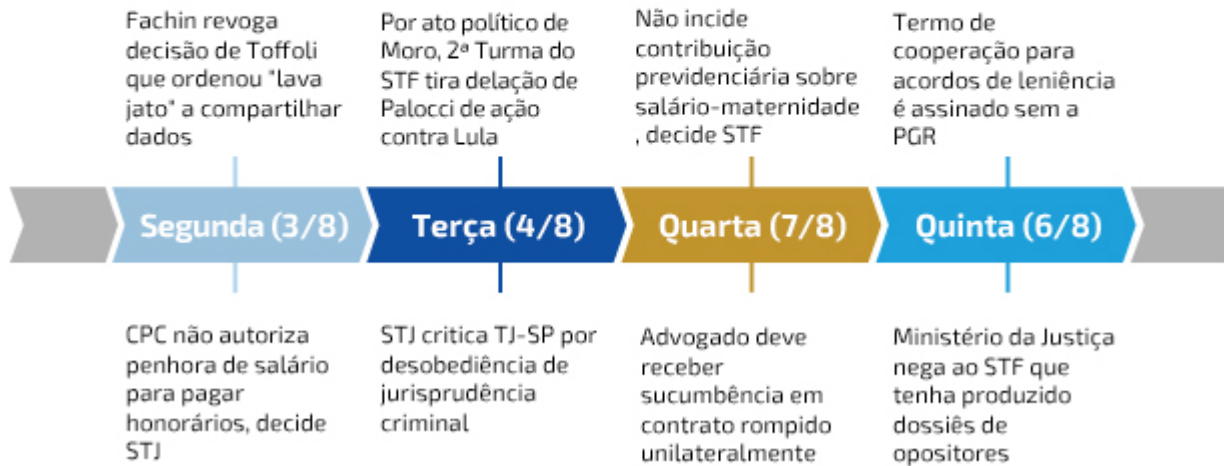 Fachin revoga
decisão de Toffoli
que ordenou "lava
jato" a compartilhar
dados
Por ato político de
Moro, 2ª Turma do
STF tira delação de
Palocci de ação
contra Lula
Não incide
contribuição
previdenciária sobre
salário-maternidade
, decide STF
Termo de
cooperação para
acordos de leniência
é assinado sem a
PGR
Segunda (3/8)
Terça (4/8)
Quarta (7/8)
Quinta (6/8)
CPC não autoriza
penhora de salário
para pagar
honorários, decide
STJ
STJ critica TJ-SP por
desobediência de
jurisprudência
criminal
Advogado deve
receber
sucumbência em
contrato rompido
unilateralmente
Ministério da Justiça
nega ao STF que
tenha produzido
dossiês de
opositores